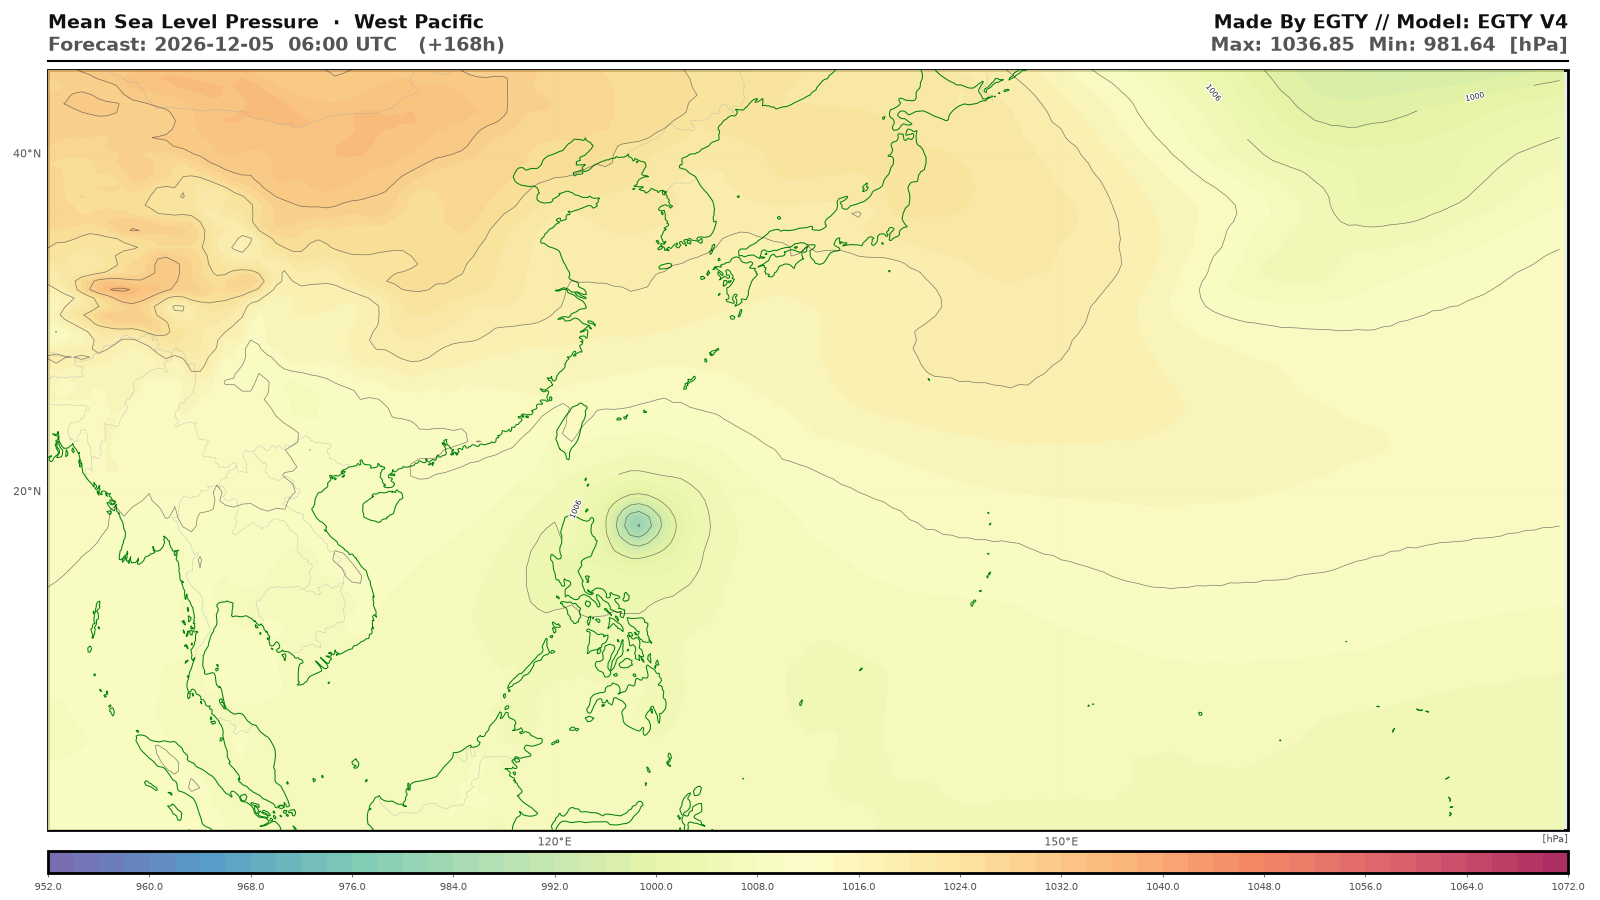 Mean Sea Level Pressure · West Pacific
Made By EGTY // Model: EGTY V4
Forecast: 2026-12-05 06:00 UTC (+168h)
Max: 1036.85 Min: 981.64 [hPa]
1006
1000
40°N
20°N
1006
120°E
150°E
[hPa]
952.0 960.0 968.0 976.0 984.0 992.0 1000.0 1008.0 1016.0 1024.0 1032.0 1040.0 1048.0 1056.0 1064.0 1072.0